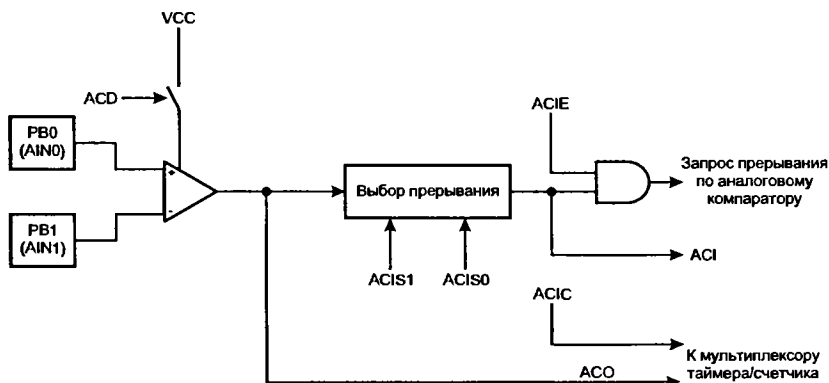 VCC
ACD
PB0
(AIN0)
PB1
(AIN1)
Выбор прерывания
ACIS1
ACIS0
ACIE
Запрос прерывания
по аналоговому
компаратору
ACI
ACIC
ACO
К мультиплексору
таймера/счетчика